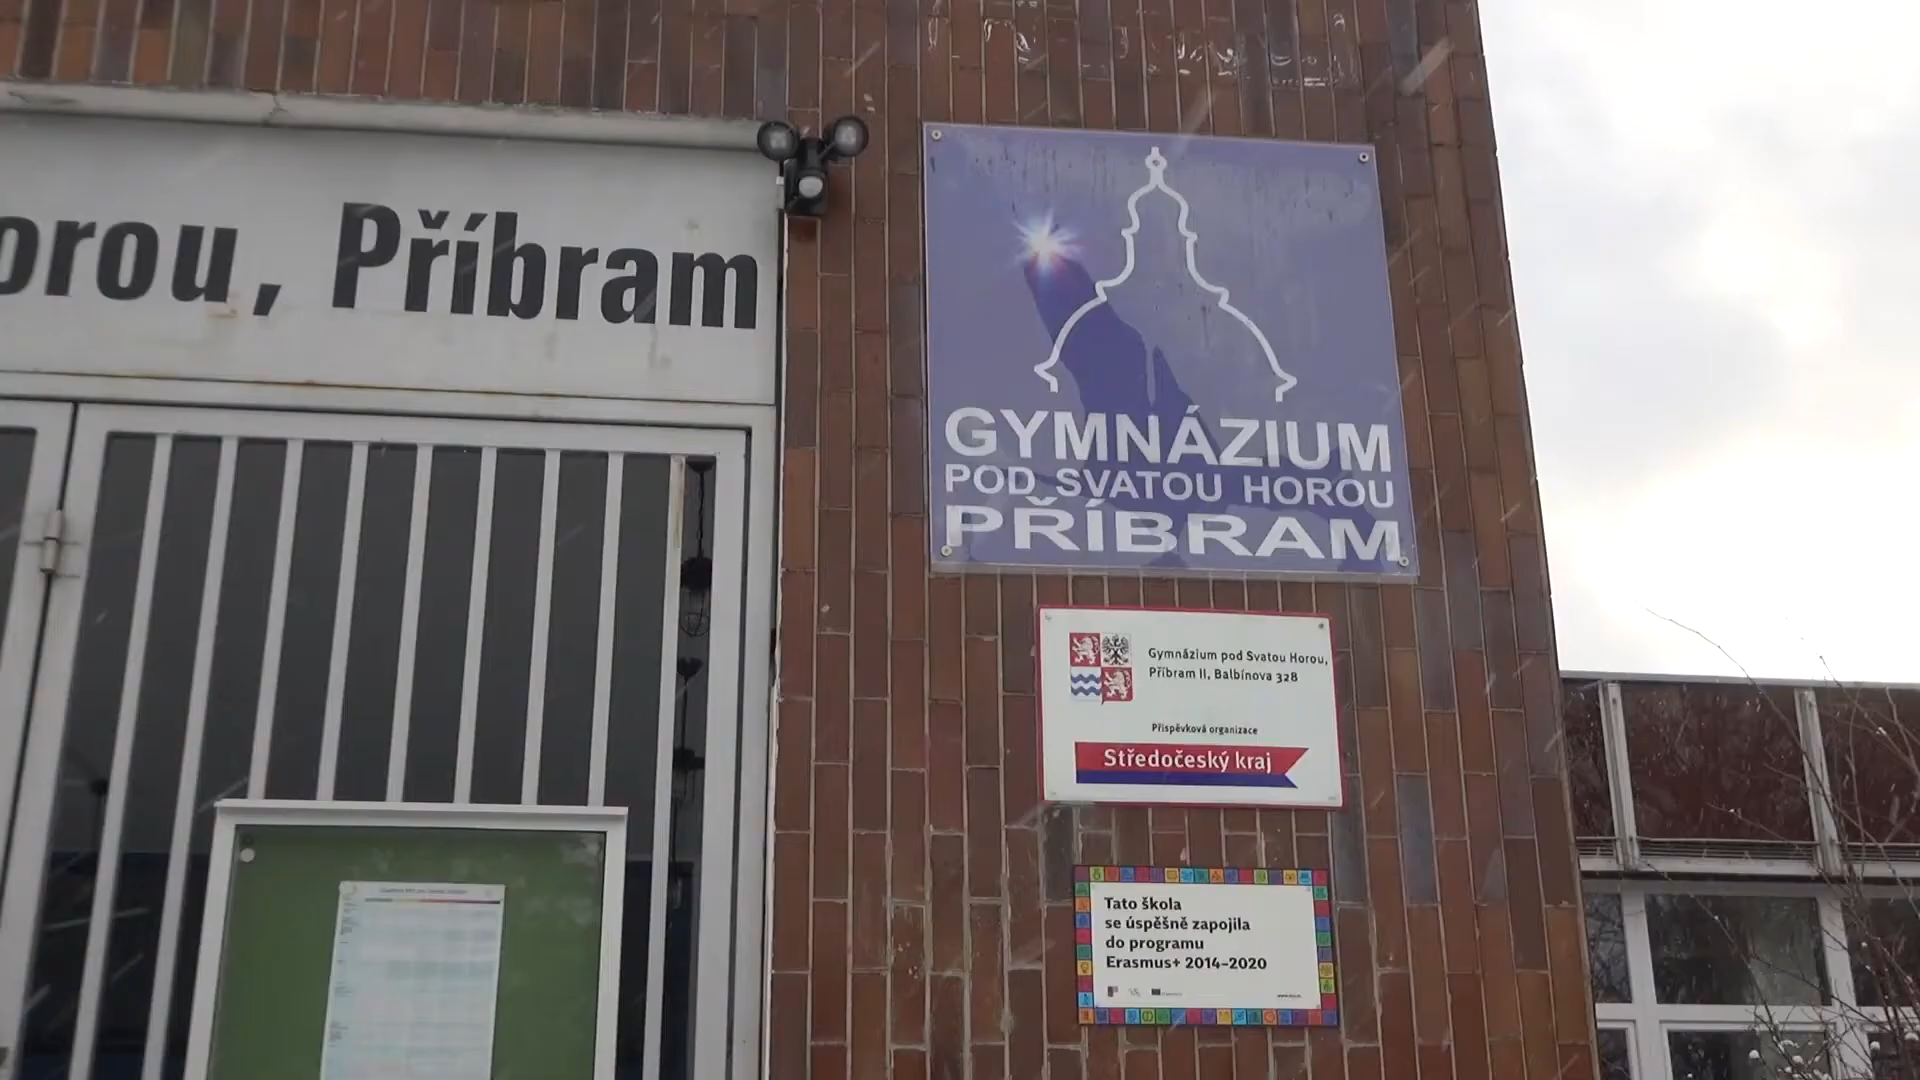 orou, Příbram
GYMNÁZIUM
POD SVATOU HOROU
PŘÍBRAM
Gymnázium pod Svatou Horou,
Příbram II, Balbínova 328
Příspěvková organizace
Středočeský kraj
Tato škola
se úspěšně zapojila
do programu
Erasmus+ 2014–2020